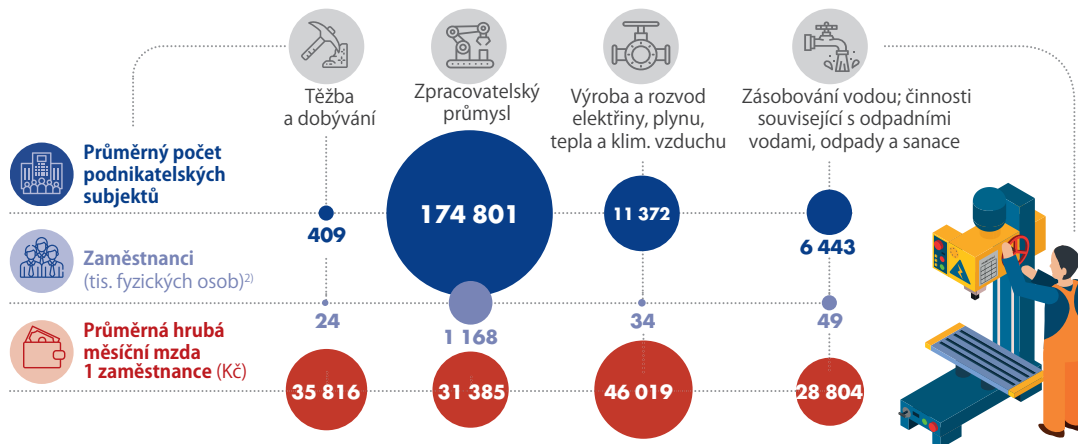 Těžba
a dobývání
Zpracovatelský
průmysl
Výroba a rozvod
elektřiny, plynu,
tepla a klim. vzduchu
Zásobování vodou; činnosti
související s odpadními
vodami, odpady a sanace
Průměrný počet
podnikatelských
subjektů
409
174 801
11 372
6 443
Zaměstnanci
(tis. fyzických osob)2)
24
1 168
34
49
Průměrná hrubá
měsíční mzda
1 zaměstnance (Kč)
35 816
31 385
46 019
28 804